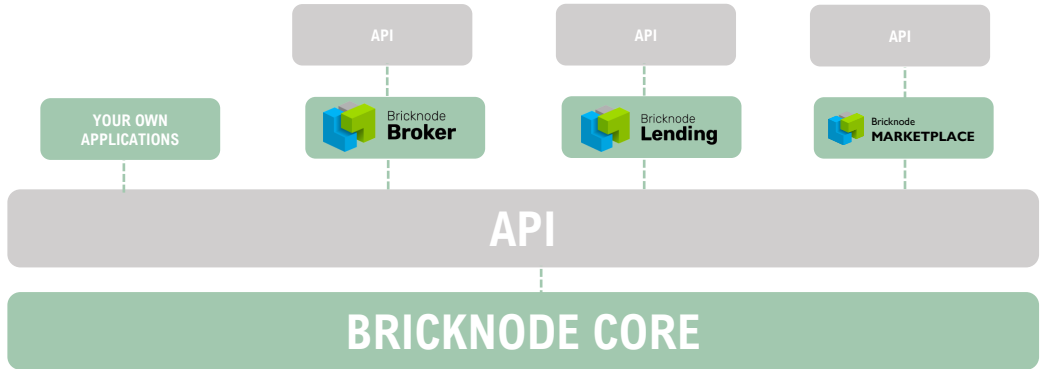 API
API
API
YOUR OWN
APPLICATIONS
Bricknode
Broker
Bricknode
Lending
Bricknode
MARKETPLACE
API
BRICKNODE CORE